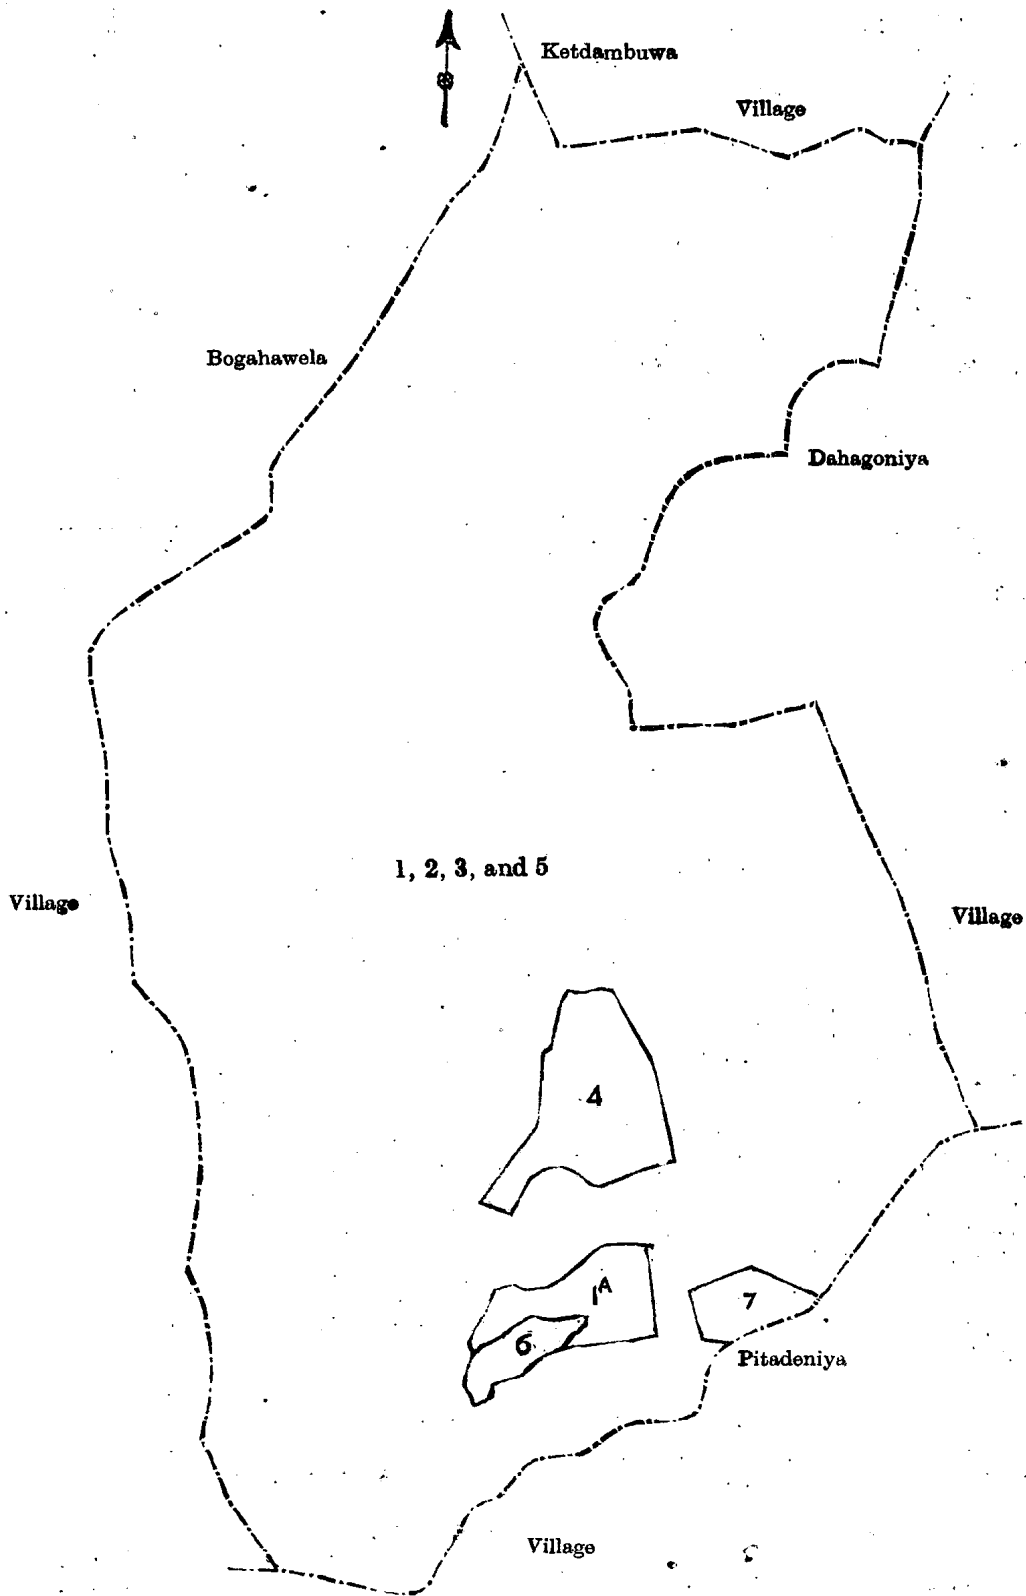 Ketdambuwa
Village
Bogahawela
Dahagoniya
1, 2, 3, and 5
Village
Village
4
1A
7
6
Pitadeniya
Village